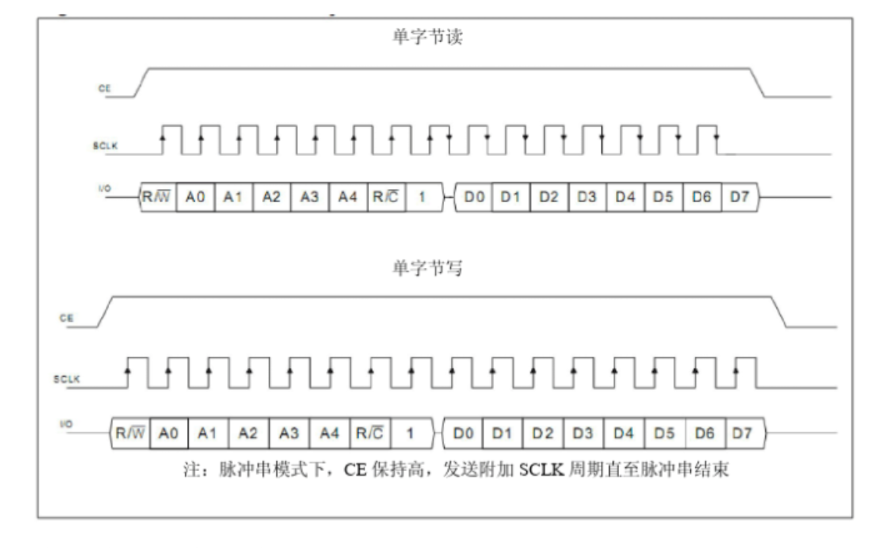 单字节读
CE
SCLK
I/O
R/W̅ A0 A1 A2 A3 A4 R/C̅ 1 D0 D1 D2 D3 D4 D5 D6 D7
单字节写
CE
SCLK
I/O
R/W̅ A0 A1 A2 A3 A4 R/C̅ 1 D0 D1 D2 D3 D4 D5 D6 D7
注：脉冲串模式下，CE 保持高，发送附加 SCLK 周期直至脉冲串结束